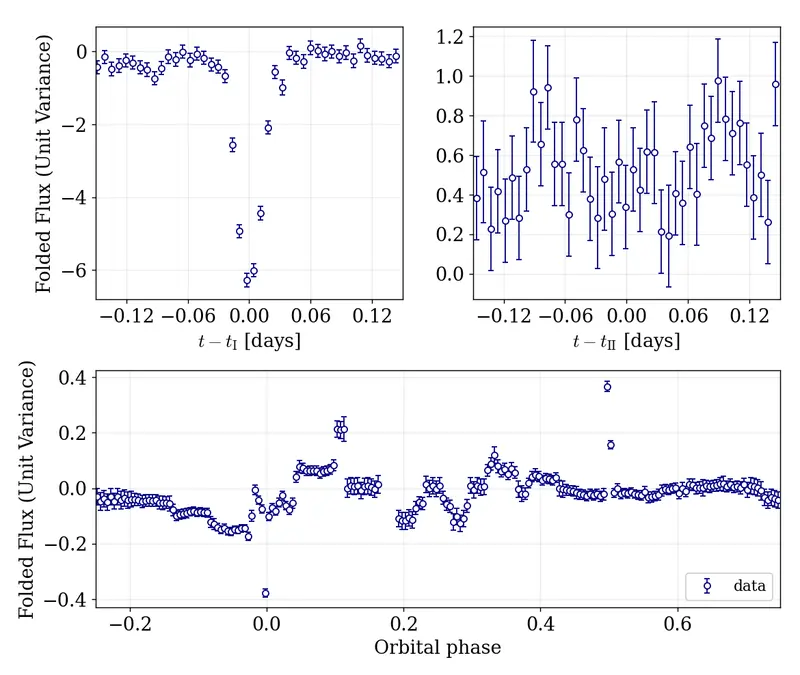 Folded Flux (Unit Variance)
0
−2
−4
−6
−0.12 −0.06 0.00 0.06 0.12
t − t_I [days]
1.2
1.0
0.8
0.6
0.4
0.2
0.0
−0.12 −0.06 0.00 0.06 0.12
t − t_II [days]
Folded Flux (Unit Variance)
0.4
0.2
0.0
−0.2
−0.4
−0.2 0.0 0.2 0.4 0.6
Orbital phase
data